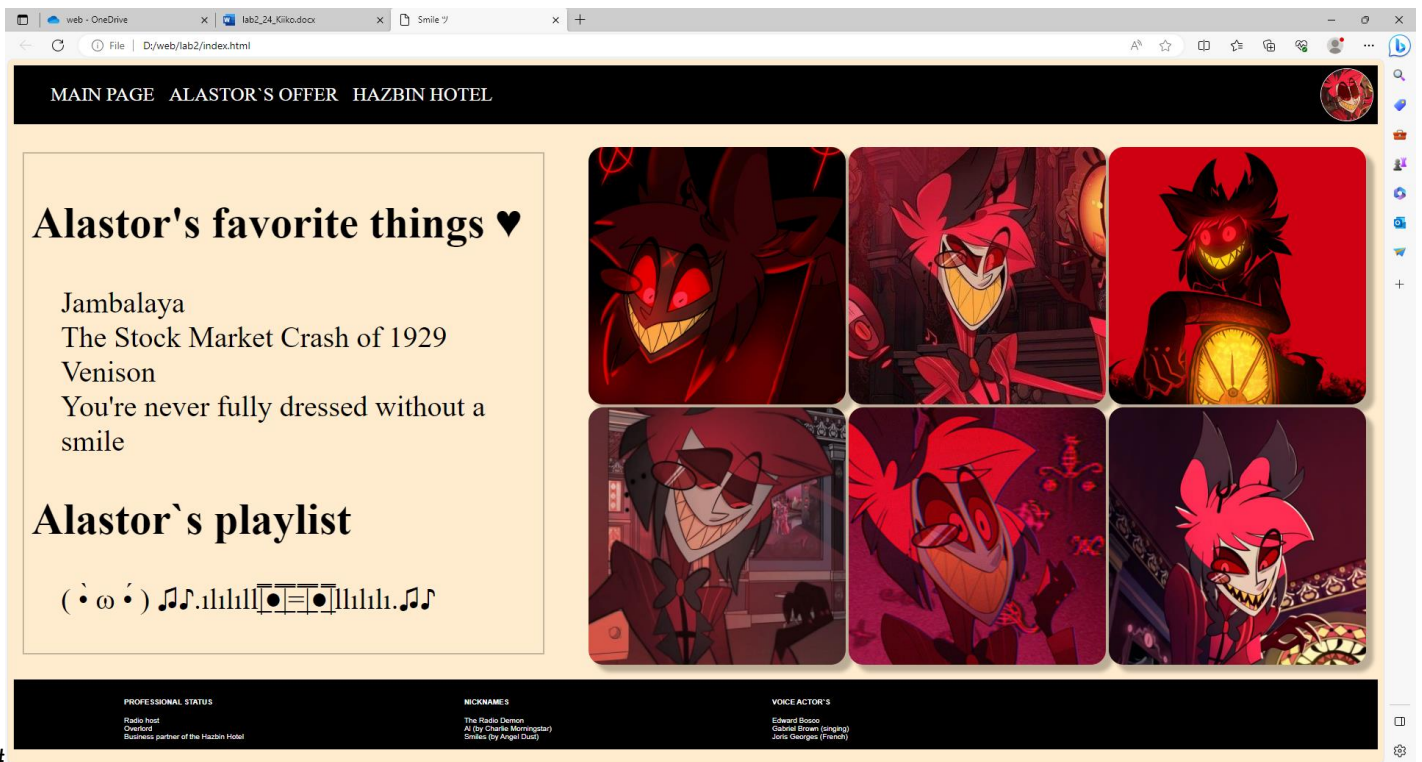 web - OneDrive
lab2_24_Kiiko.docx
Smile ツ
File
D:/web/lab2/index.html
MAIN PAGE ALASTOR`S OFFER HAZBIN HOTEL
Alastor's favorite things ♥
Jambalaya
The Stock Market Crash of 1929
Venison
You're never fully dressed without a
smile
Alastor`s playlist
( •̀ ω •́ ) ♫♪.ılılıll|̲̅̅●̲̅̅|̲̅̅=̲̅̅|̲̅̅●̲̅̅|llılılı.♫♪
PROFESSIONAL STATUS
Radio host
Overlord
Business partner of the Hazbin Hotel
NICKNAMES
The Radio Demon
Al (by Charlie Morningstar)
Smiles (by Angel Dust)
VOICE ACTOR'S
Edward Bosco
Gabriel Brown (singing)
Joris Georges (French)